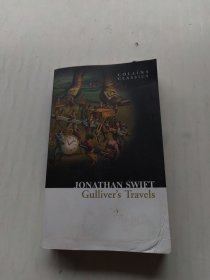 COLLINS
CLASSICS
JONATHAN SWIFT
Gulliver's Travels